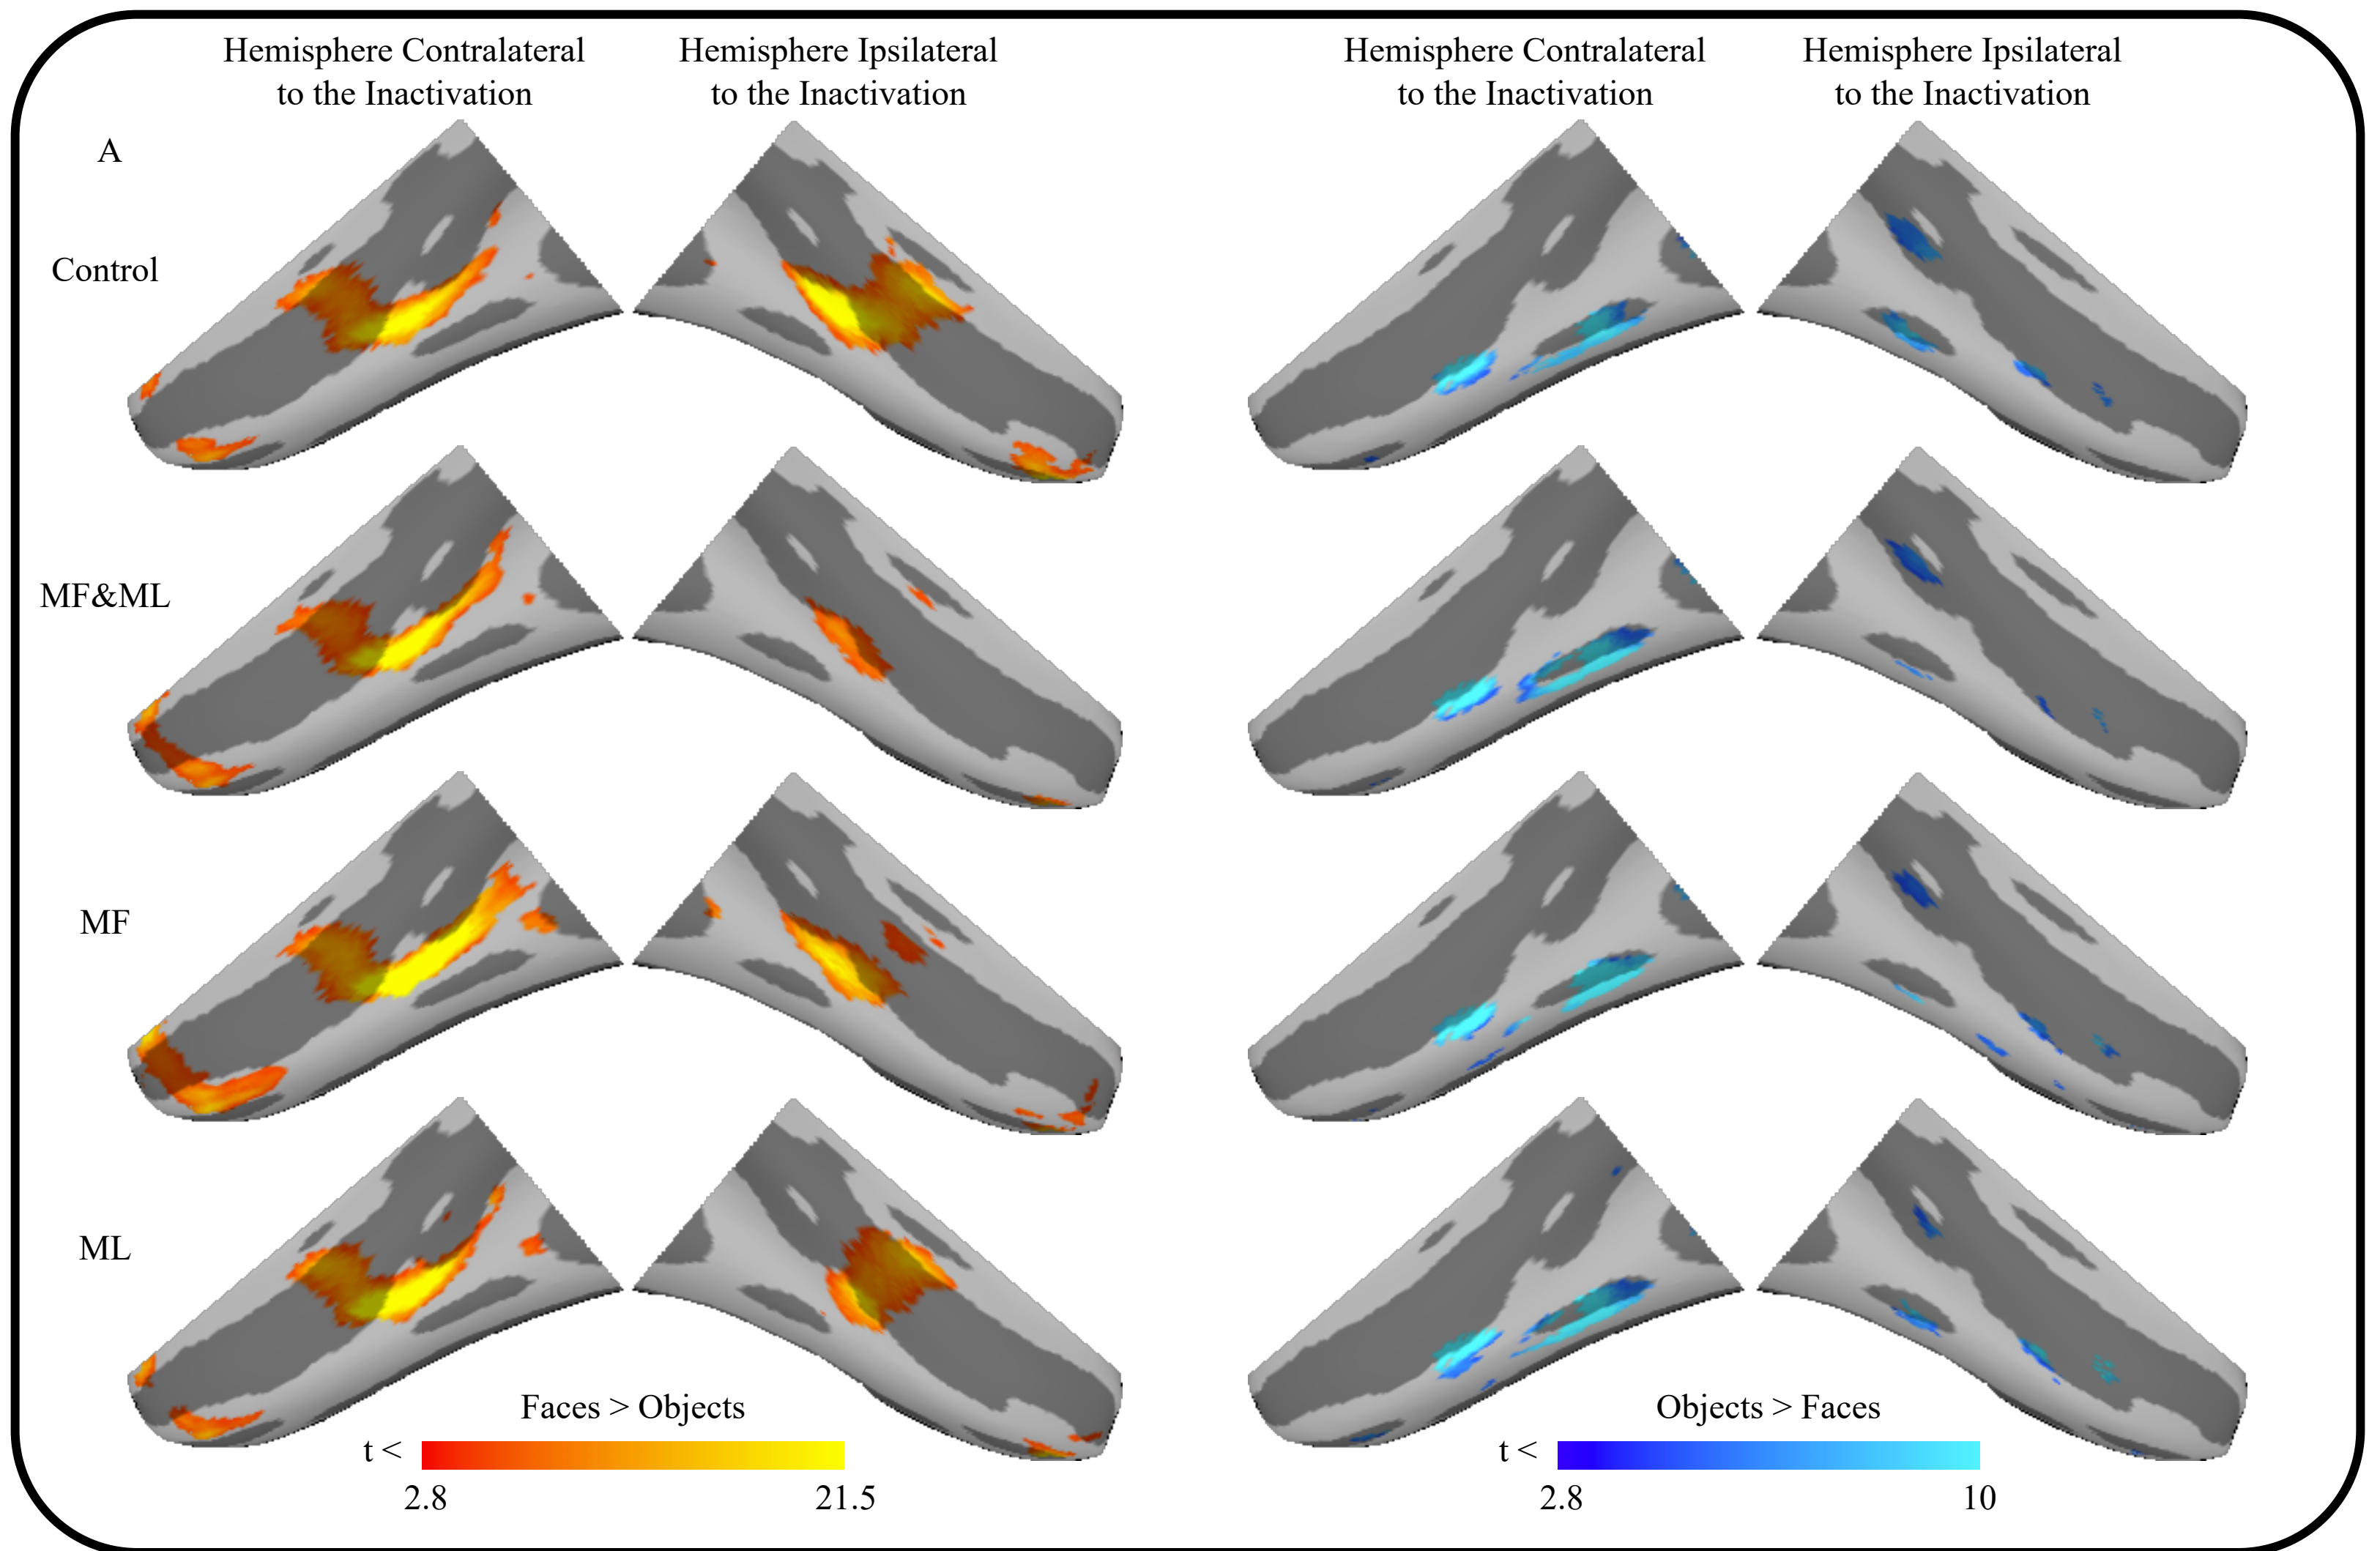 Hemisphere Contralateral
to the Inactivation
Hemisphere Ipsilateral
to the Inactivation
Hemisphere Contralateral
to the Inactivation
Hemisphere Ipsilateral
to the Inactivation
A
Control
MF&ML
MF
ML
Faces > Objects
t <
2.8
21.5
Objects > Faces
t <
2.8
10